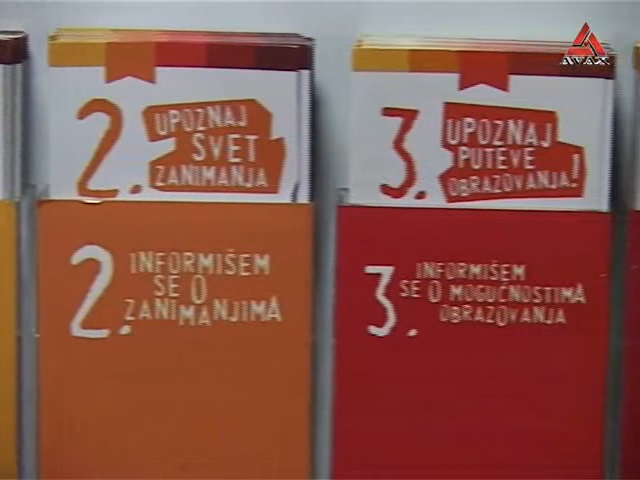 2. UPOZNAJ
SVET
ZANIMANJA
2. INFORMIŠEM
SE O
ZANIMANJIMA
3. UPOZNAJ
PUTEVE
OBRAZOVANJA!
3. INFORMIŠEM
SE O MOGUĆNOSTIMA
OBRAZOVANJA
AVAX